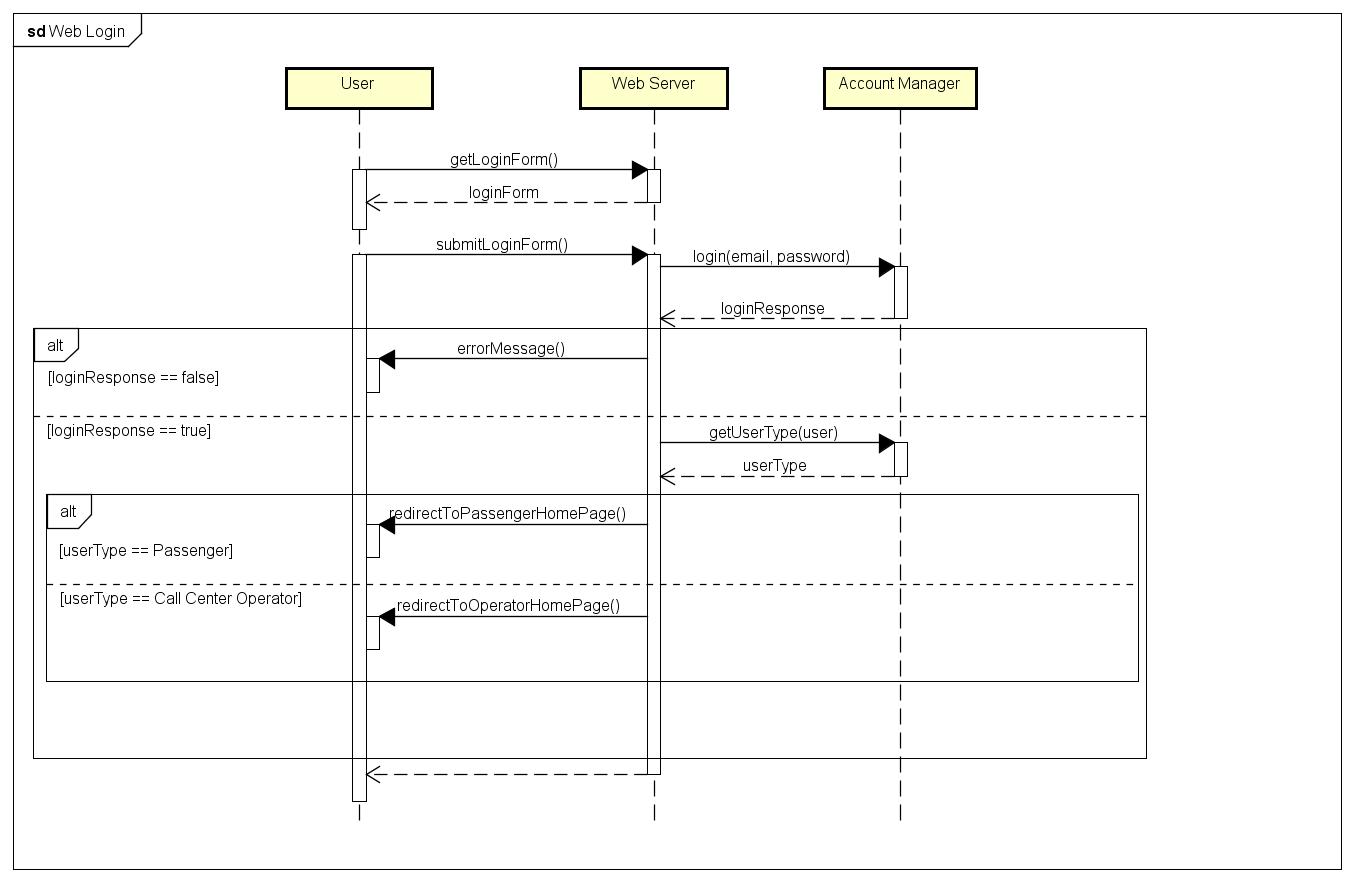 sd Web Login
User
Web Server
Account Manager
getLoginForm()
loginForm
submitLoginForm()
login(email, password)
loginResponse
alt
errorMessage()
[loginResponse == false]
[loginResponse == true]
getUserType(user)
userType
alt
redirectToPassengerHomePage()
[userType == Passenger]
[userType == Call Center Operator]
redirectToOperatorHomePage()